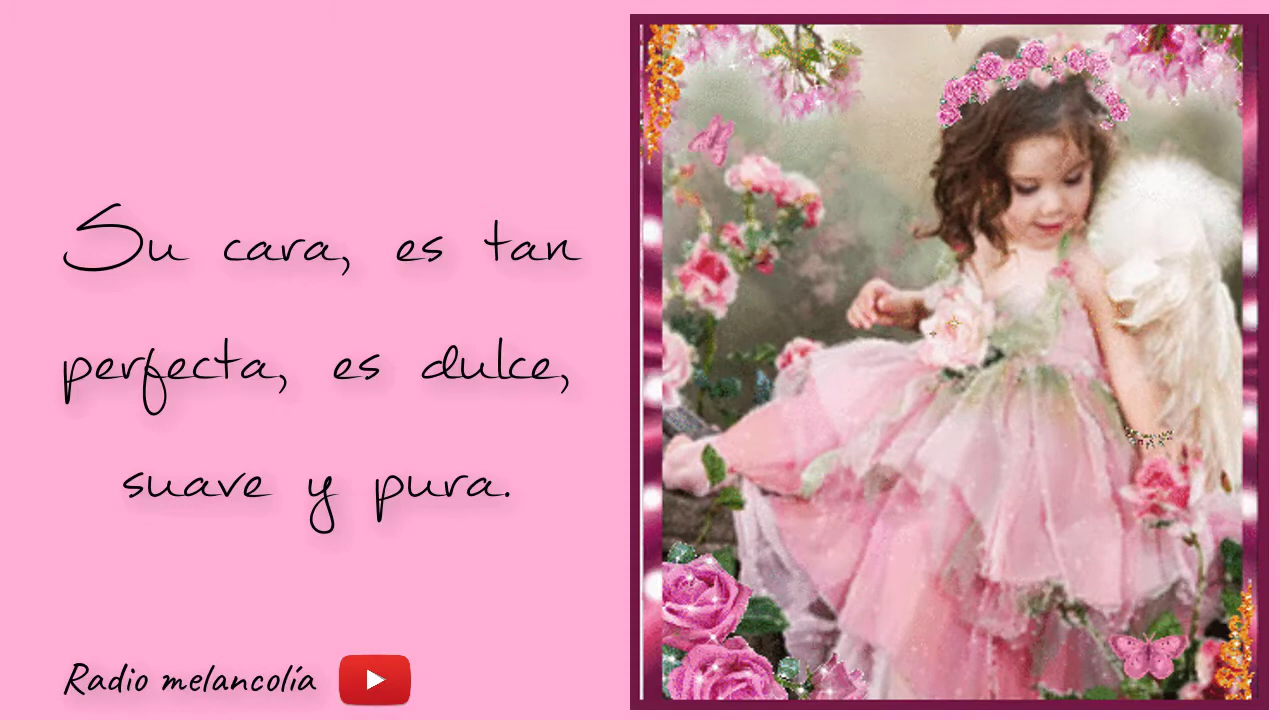 Su cara, es tan
perfecta, es dulce,
suave y pura.
Radio melancolía